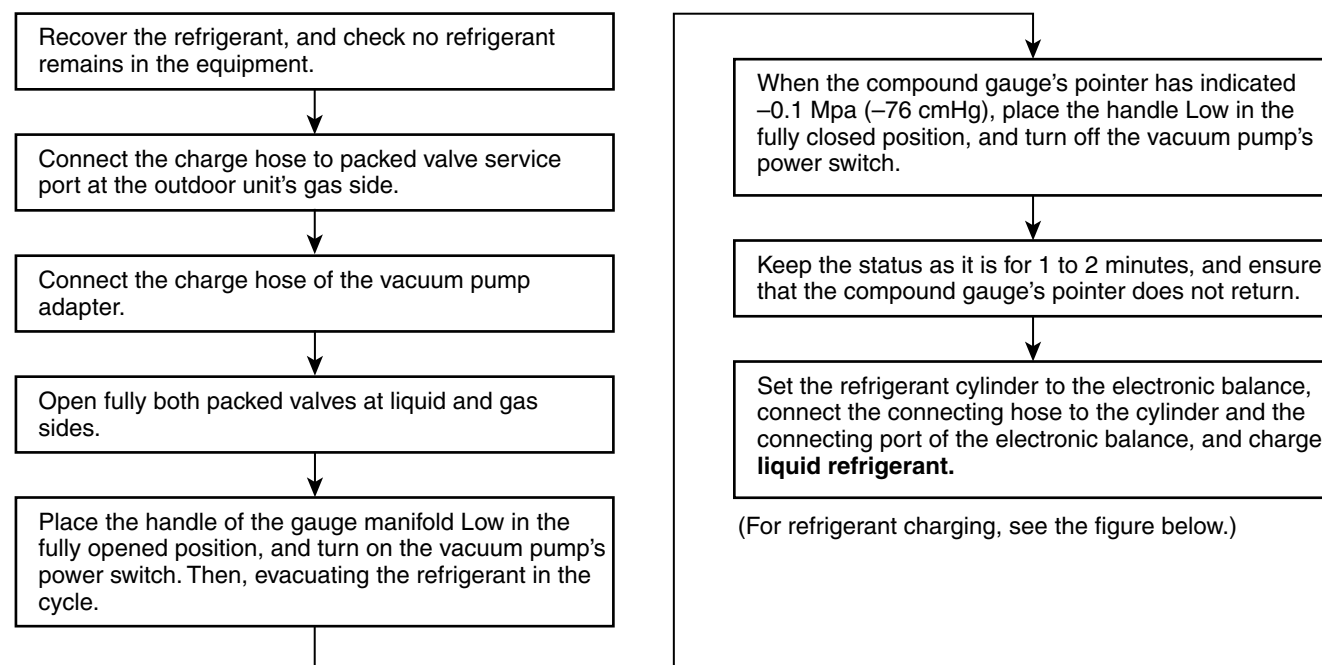 Recover the refrigerant, and check no refrigerant
remains in the equipment.
Connect the charge hose to packed valve service
port at the outdoor unit's gas side.
Connect the charge hose of the vacuum pump
adapter.
Open fully both packed valves at liquid and gas
sides.
Place the handle of the gauge manifold Low in the
fully opened position, and turn on the vacuum pump's
power switch. Then, evacuating the refrigerant in the
cycle.
When the compound gauge's pointer has indicated
–0.1 Mpa (–76 cmHg), place the handle Low in the
fully closed position, and turn off the vacuum pump's
power switch.
Keep the status as it is for 1 to 2 minutes, and ensure
that the compound gauge's pointer does not return.
Set the refrigerant cylinder to the electronic balance,
connect the connecting hose to the cylinder and the
connecting port of the electronic balance, and charge
liquid refrigerant.
(For refrigerant charging, see the figure below.)